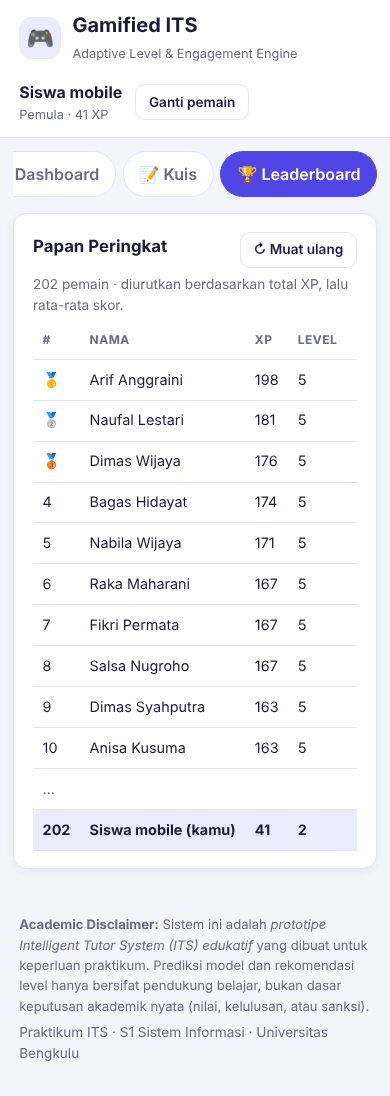 Gamified ITS
Adaptive Level & Engagement Engine
Siswa mobile
Pemula · 41 XP
Ganti pemain
Dashboard
📝 Kuis
🏆 Leaderboard
Papan Peringkat
↻ Muat ulang
202 pemain · diurutkan berdasarkan total XP, lalu
rata-rata skor.
# NAMA XP LEVEL
🥇 Arif Anggraini 198 5
🥈 Naufal Lestari 181 5
🥉 Dimas Wijaya 176 5
4 Bagas Hidayat 174 5
5 Nabila Wijaya 171 5
6 Raka Maharani 167 5
7 Fikri Permata 167 5
8 Salsa Nugroho 167 5
9 Dimas Syahputra 163 5
10 Anisa Kusuma 163 5
...
202 Siswa mobile (kamu) 41 2
Academic Disclaimer: Sistem ini adalah prototipe
Intelligent Tutor System (ITS) edukatif yang dibuat untuk
keperluan praktikum. Prediksi model dan rekomendasi
level hanya bersifat pendukung belajar, bukan dasar
keputusan akademik nyata (nilai, kelulusan, atau sanksi).
Praktikum ITS · S1 Sistem Informasi · Universitas
Bengkulu